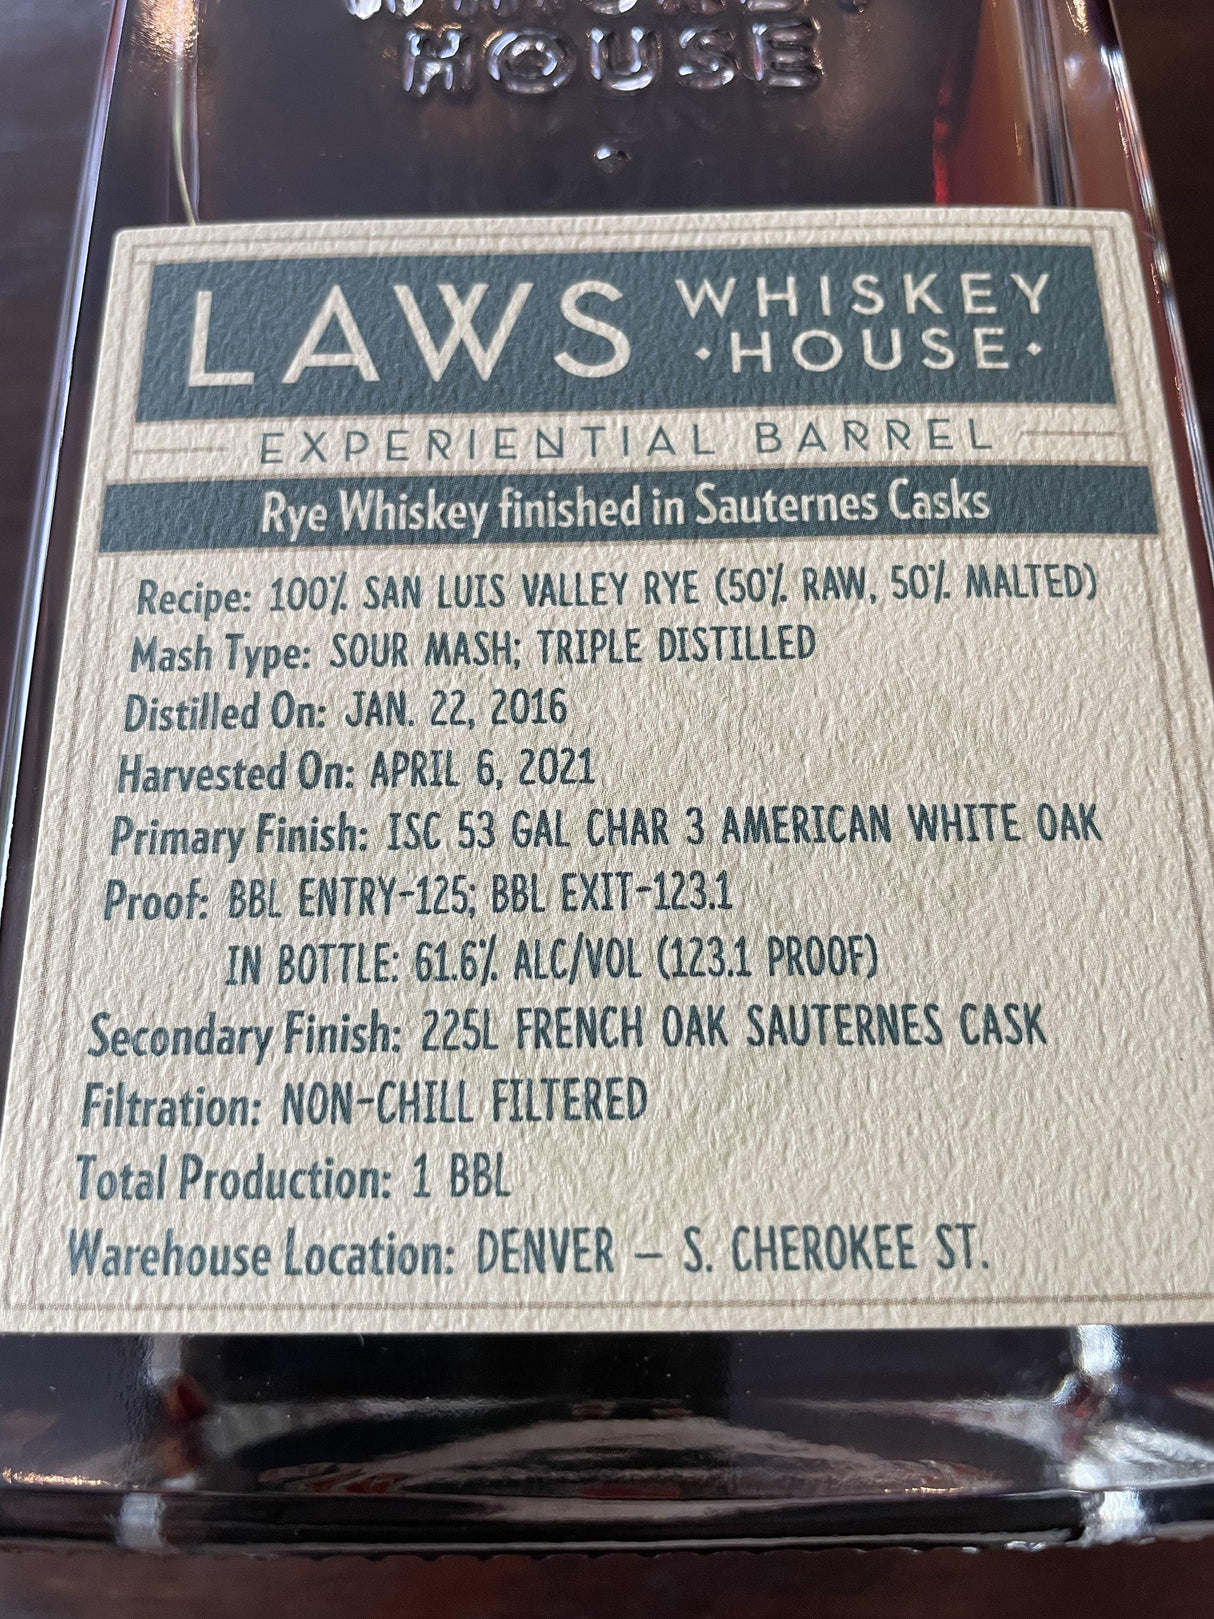 WHISKEY
HOUSE
LAWS WHISKEY
·HOUSE·
EXPERIENTIAL BARREL
Rye Whiskey finished in Sauternes Casks
Recipe: 100% SAN LUIS VALLEY RYE (50% RAW, 50% MALTED)
Mash Type: SOUR MASH; TRIPLE DISTILLED
Distilled On: JAN. 22, 2016
Harvested On: APRIL 6, 2021
Primary Finish: ISC 53 GAL CHAR 3 AMERICAN WHITE OAK
Proof: BBL ENTRY-125; BBL EXIT-123.1
IN BOTTLE: 61.6% ALC/VOL (123.1 PROOF)
Secondary Finish: 225L FRENCH OAK SAUTERNES CASK
Filtration: NON-CHILL FILTERED
Total Production: 1 BBL
Warehouse Location: DENVER – S. CHEROKEE ST.